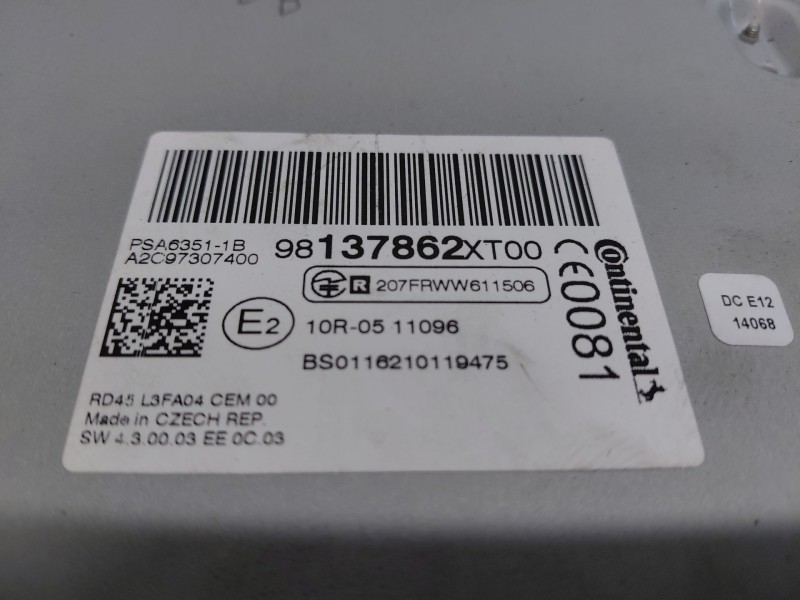 PSA6351-1B
A2C97307400
98137862XT00
R 207FRWW611506
E2
10R-05 11096
BS0116210119475
CE0081
Continental
RD45 L3FA04 CEM 00
Made in CZECH REP.
SW 4.3.00.03 EE 0C.03
DC E12
14068